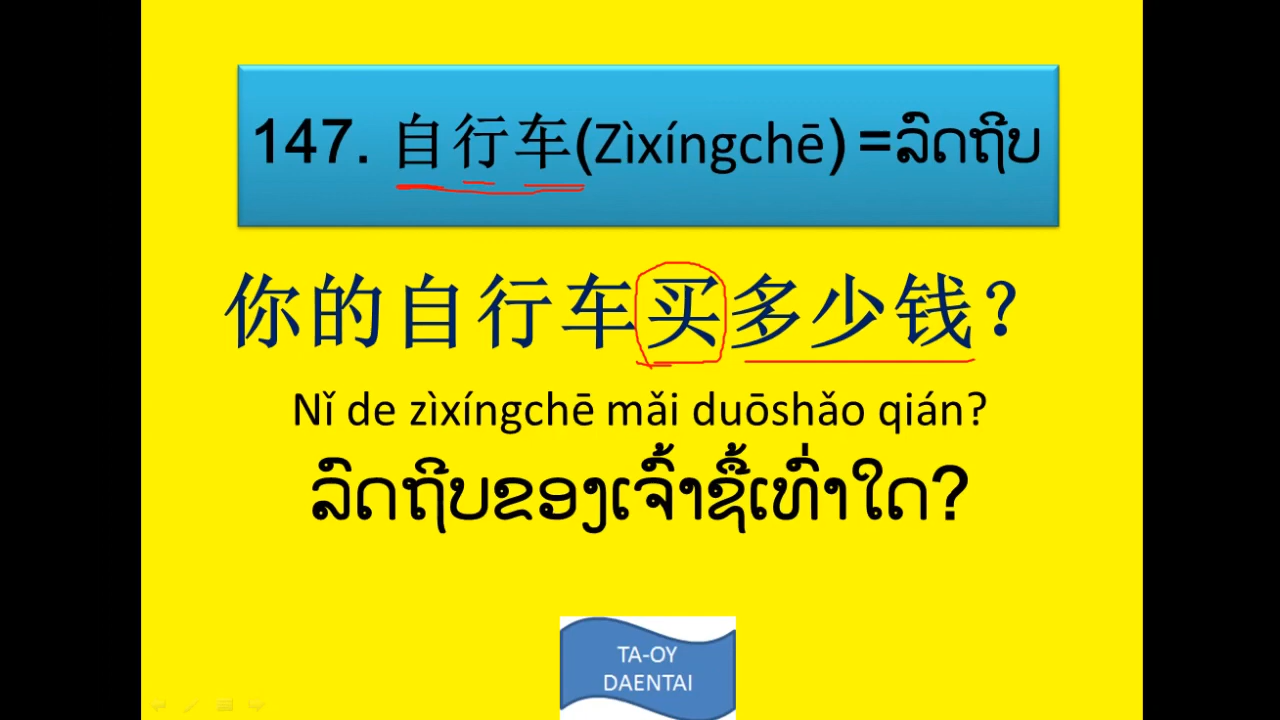 147. 自行车(Zìxíngchē) =ລົດຖີບ
你的自行车买多少钱?
Nǐ de zìxíngchē mǎi duōshǎo qián?
ລົດຖີບຂອງເຈົ້າຊື້ເທົ່າໃດ?
TA-OY
DAENTAI